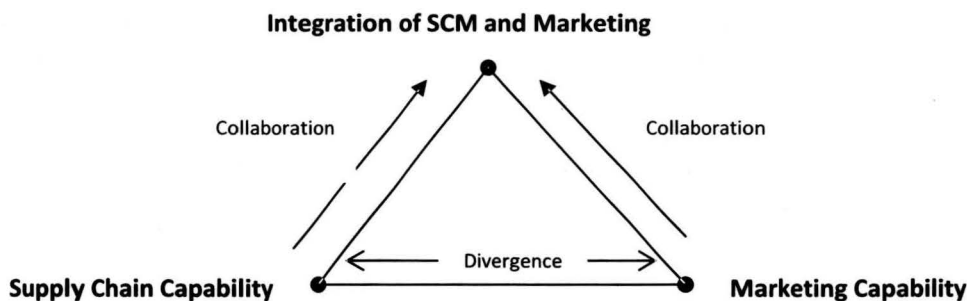 Integration of SCM and Marketing
Collaboration
Collaboration
Divergence
Supply Chain Capability
Marketing Capability